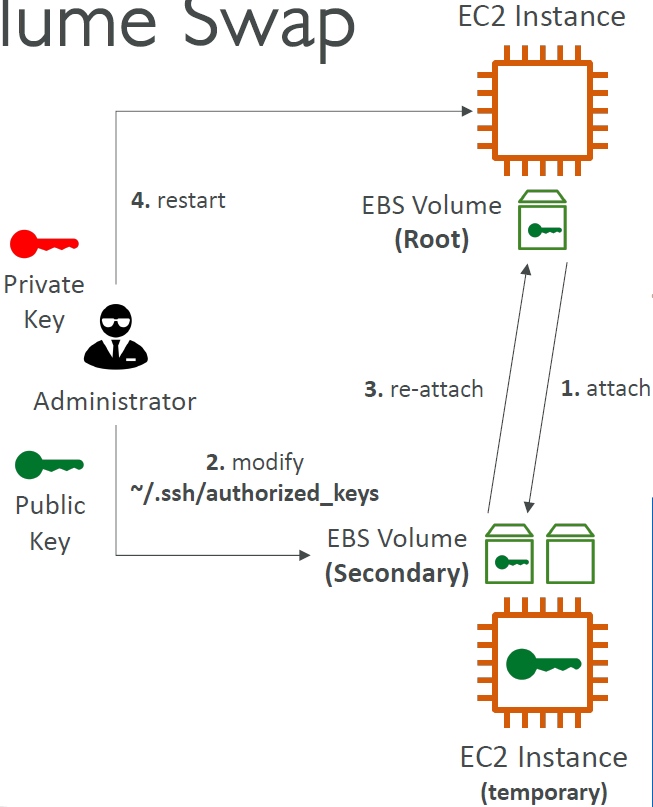 lume Swap
EC2 Instance
4. restart
EBS Volume
(Root)
Private
Key
Administrator
3. re-attach
1. attach
2. modify
~/.ssh/authorized_keys
Public
Key
EBS Volume
(Secondary)
EC2 Instance
(temporary)